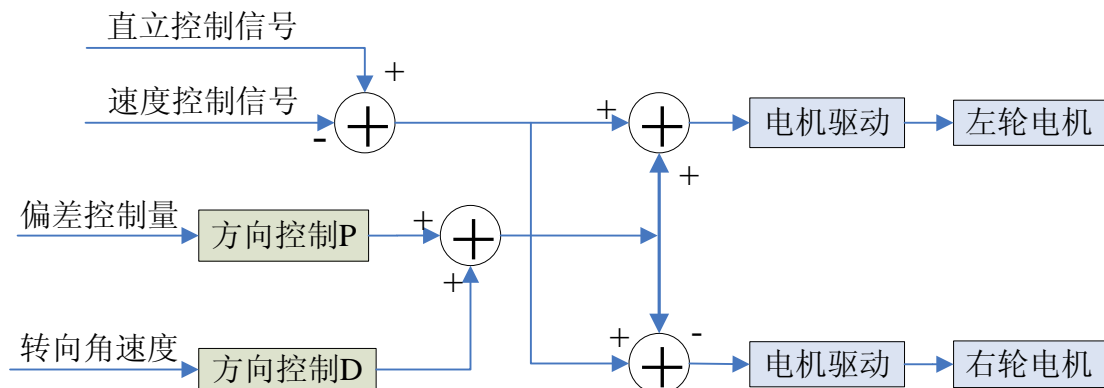 直立控制信号
+
速度控制信号
-
+
电机驱动
左轮电机
+
偏差控制量
方向控制P
+
+
转向角速度
方向控制D
+
-
电机驱动
右轮电机